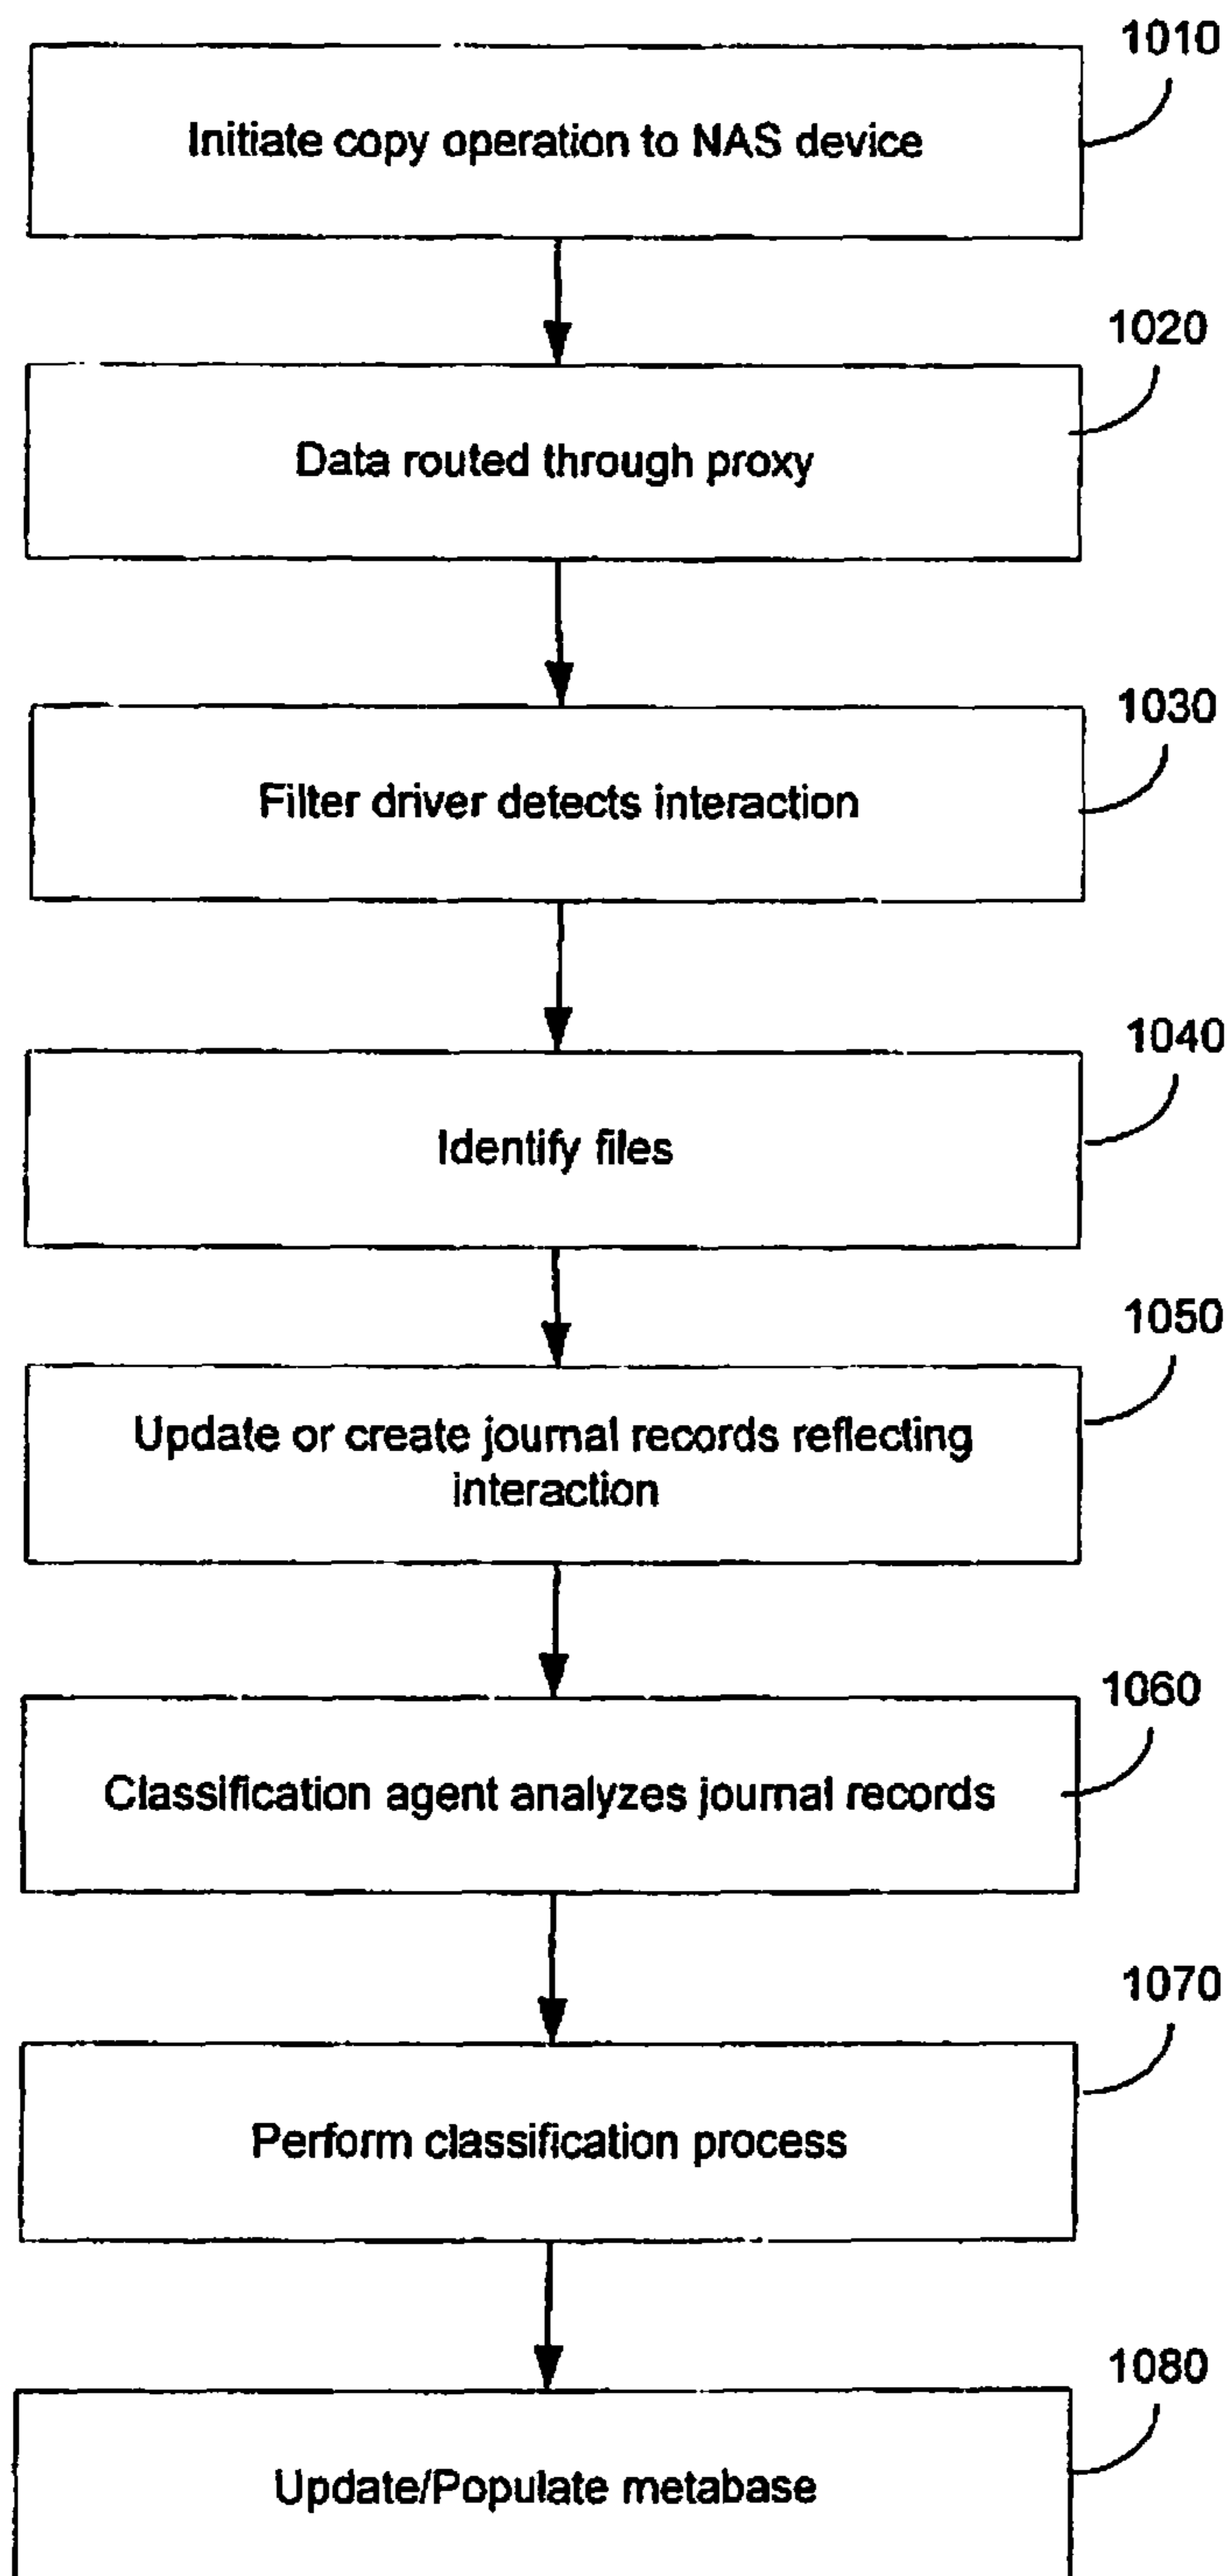 1010
Initiate copy operation to NAS device
1020
Data routed through proxy
1030
Filter driver detects interaction
1040
Identify files
1050
Update or create journal records reflecting
interaction
1060
Classification agent analyzes journal records
1070
Perform classification process
1080
Update/Populate metabase